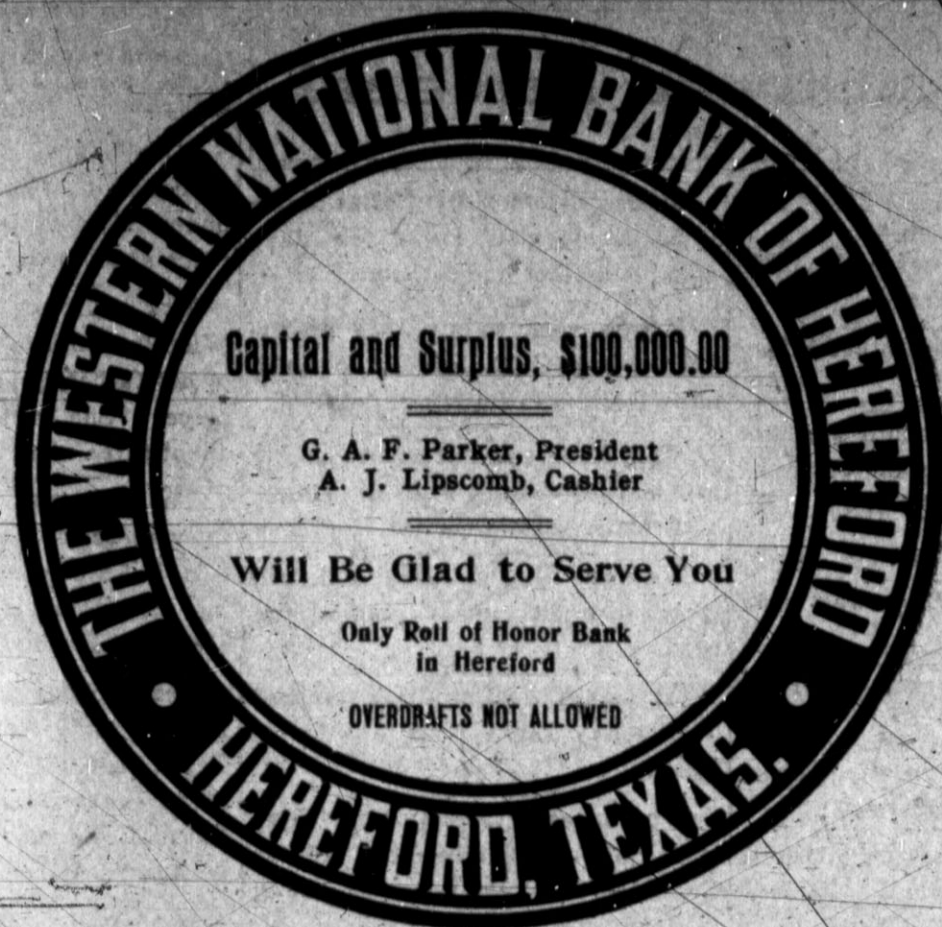 THE WESTERN NATIONAL BANK OF HEREFORD
Capital and Surplus, $100,000.00
G. A. F. Parker, President
A. J. Lipscomb, Cashier
Will Be Glad to Serve You
Only Roll of Honor Bank
in Hereford
OVERDRAFTS NOT ALLOWED
HEREFORD, TEXAS.